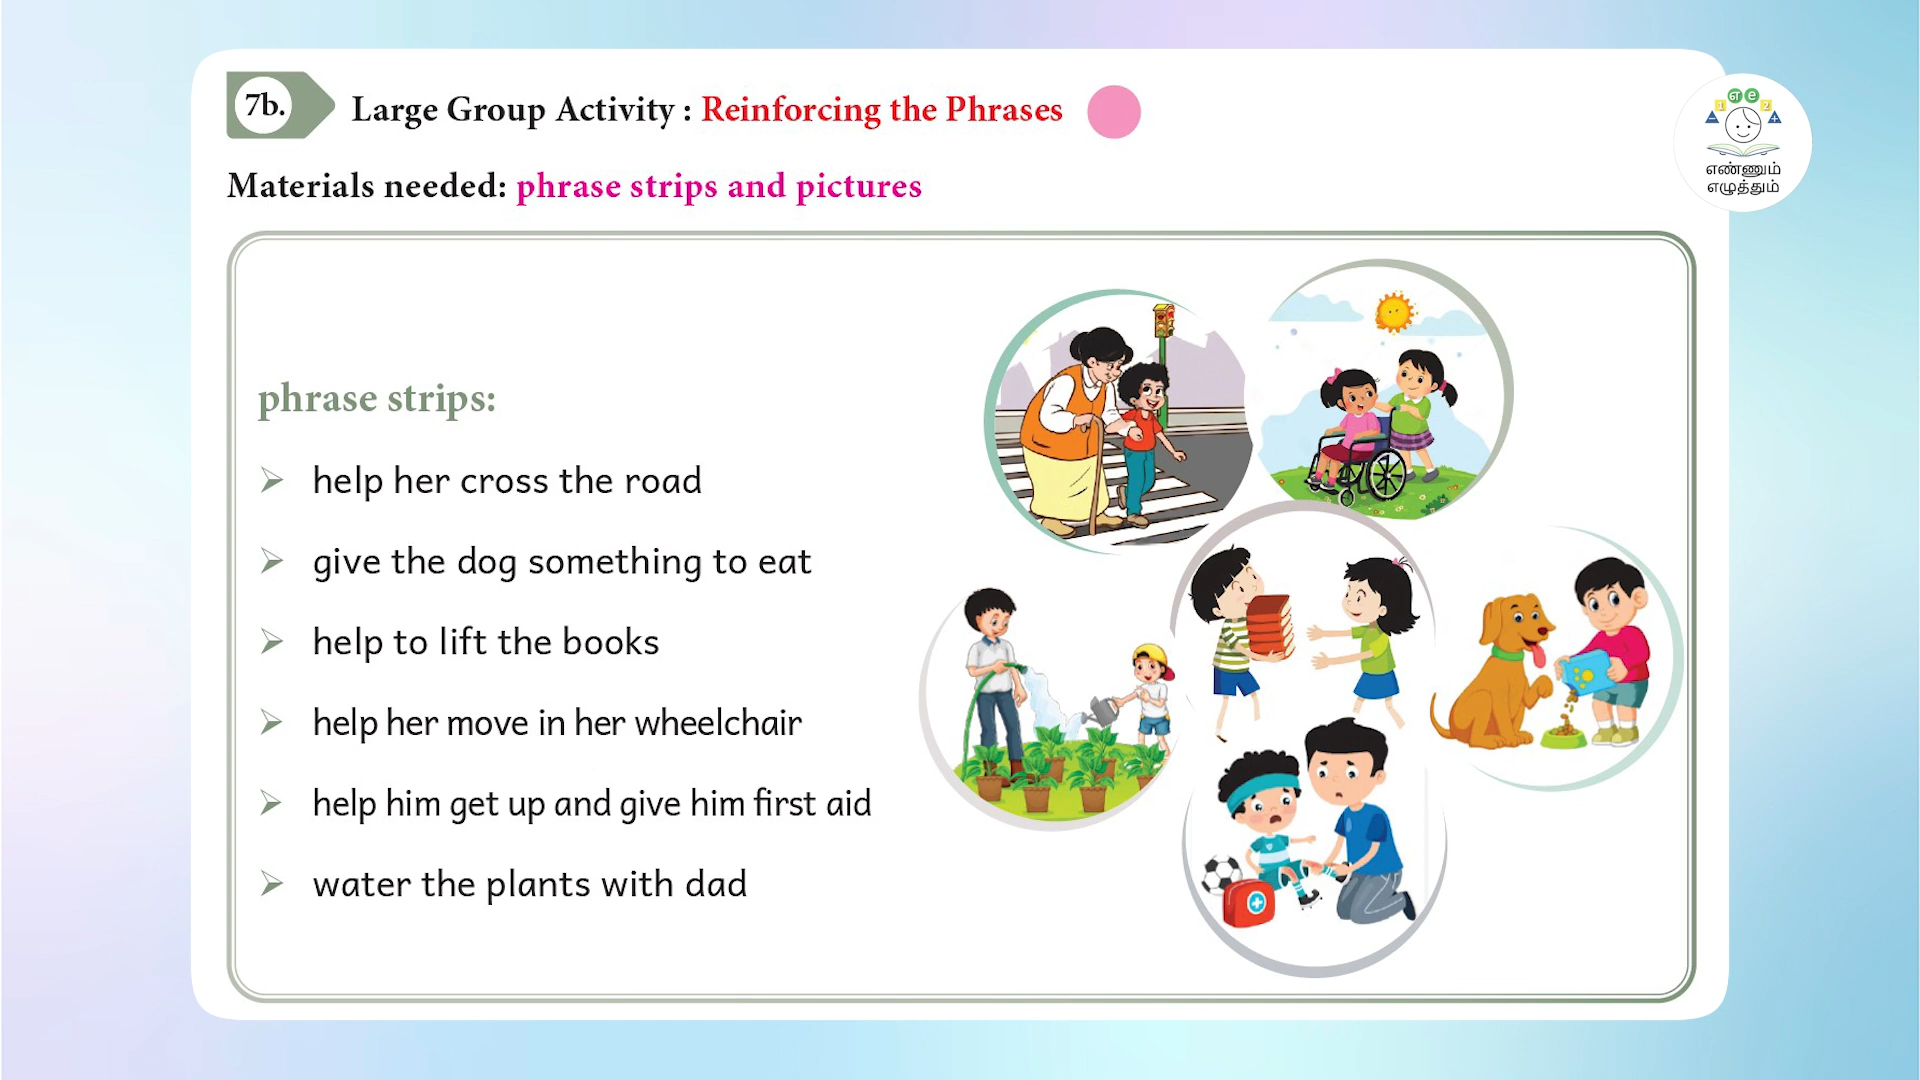 7b. Large Group Activity : Reinforcing the Phrases
Materials needed: phrase strips and pictures
1 எ e 2
எண்ணும்
எழுத்தும்
phrase strips:
help her cross the road
give the dog something to eat
help to lift the books
help her move in her wheelchair
help him get up and give him first aid
water the plants with dad